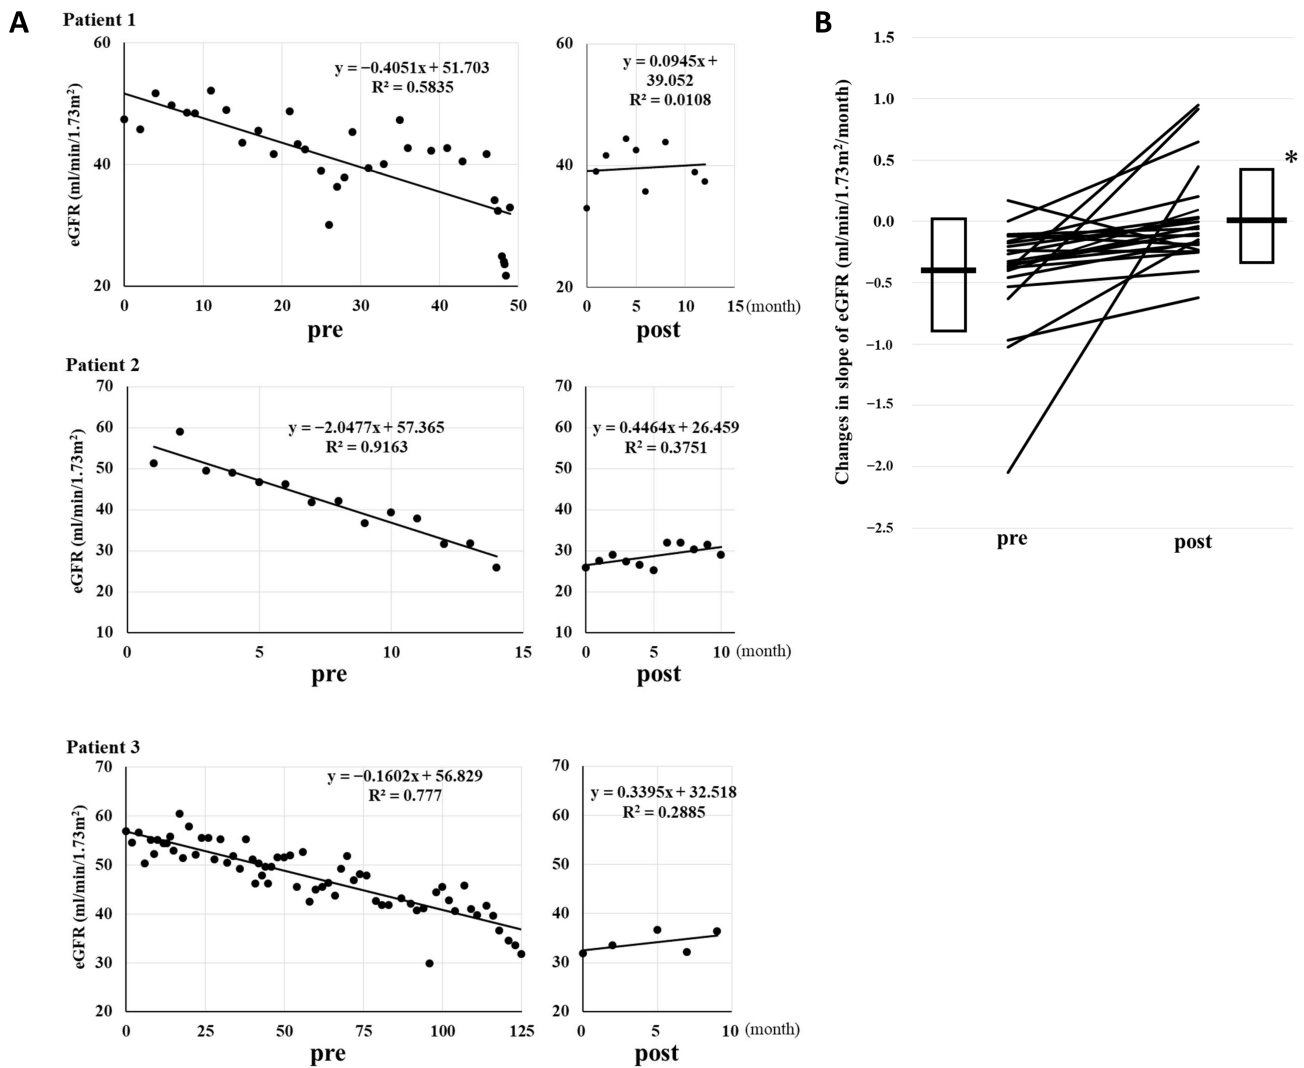 A
B
Patient 1
eGFR (ml/min/1.73m²)
60
40
20
y = −0.4051x + 51.703
R² = 0.5835
0 10 20 30 40 50
pre
60
40
20
y = 0.0945x +
39.052
R² = 0.0108
0 5 10 15 (month)
post
Patient 2
eGFR (ml/min/1.73m²)
70
60
50
40
30
20
10
y = −2.0477x + 57.365
R² = 0.9163
0 5 10 15
pre
70
60
50
40
30
20
10
y = 0.4464x + 26.459
R² = 0.3751
0 5 10 (month)
post
Patient 3
eGFR (ml/min/1.73m²)
70
60
50
40
30
20
y = −0.1602x + 56.829
R² = 0.777
0 25 50 75 100 125
pre
70
60
50
40
30
20
y = 0.3395x + 32.518
R² = 0.2885
0 5 10 (month)
post
Changes in slope of eGFR (ml/min/1.73m²/month)
1.5
1.0
0.5
0.0
−0.5
−1.0
−1.5
−2.0
−2.5
*
pre post